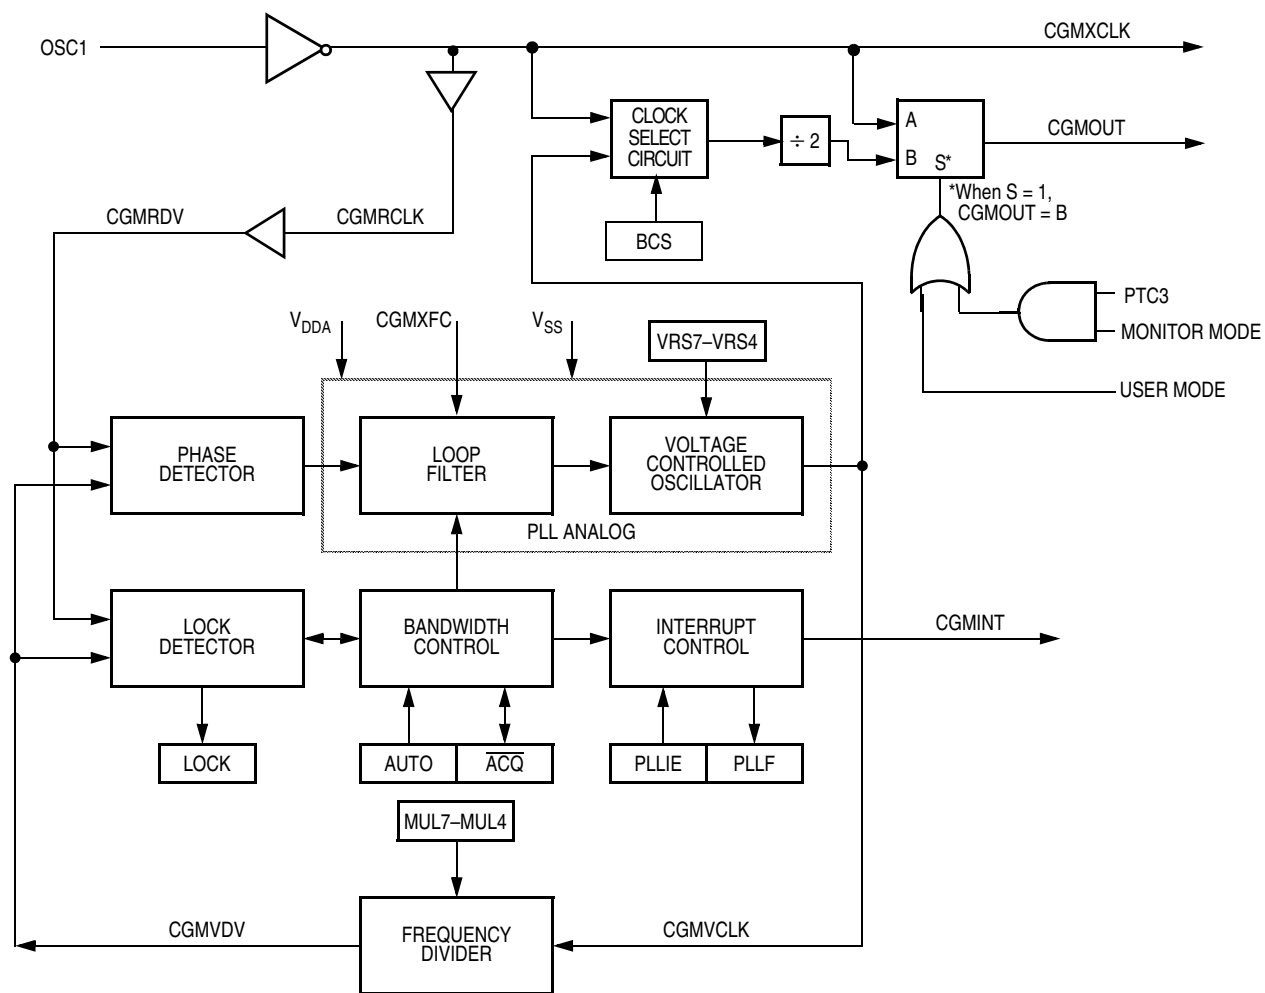 OSC1
CGMXCLK
CLOCK
SELECT
CIRCUIT
÷ 2
A
B
S*
CGMOUT
*When S = 1,
CGMOUT = B
BCS
CGMRDV
CGMRCLK
PTC3
MONITOR MODE
USER MODE
VDDA
CGMXFC
VSS
VRS7–VRS4
PHASE
DETECTOR
LOOP
FILTER
VOLTAGE
CONTROLLED
OSCILLATOR
PLL ANALOG
LOCK
DETECTOR
BANDWIDTH
CONTROL
INTERRUPT
CONTROL
CGMINT
LOCK
AUTO
ACQ
PLLIE
PLLF
MUL7–MUL4
CGMVDV
FREQUENCY
DIVIDER
CGMVCLK